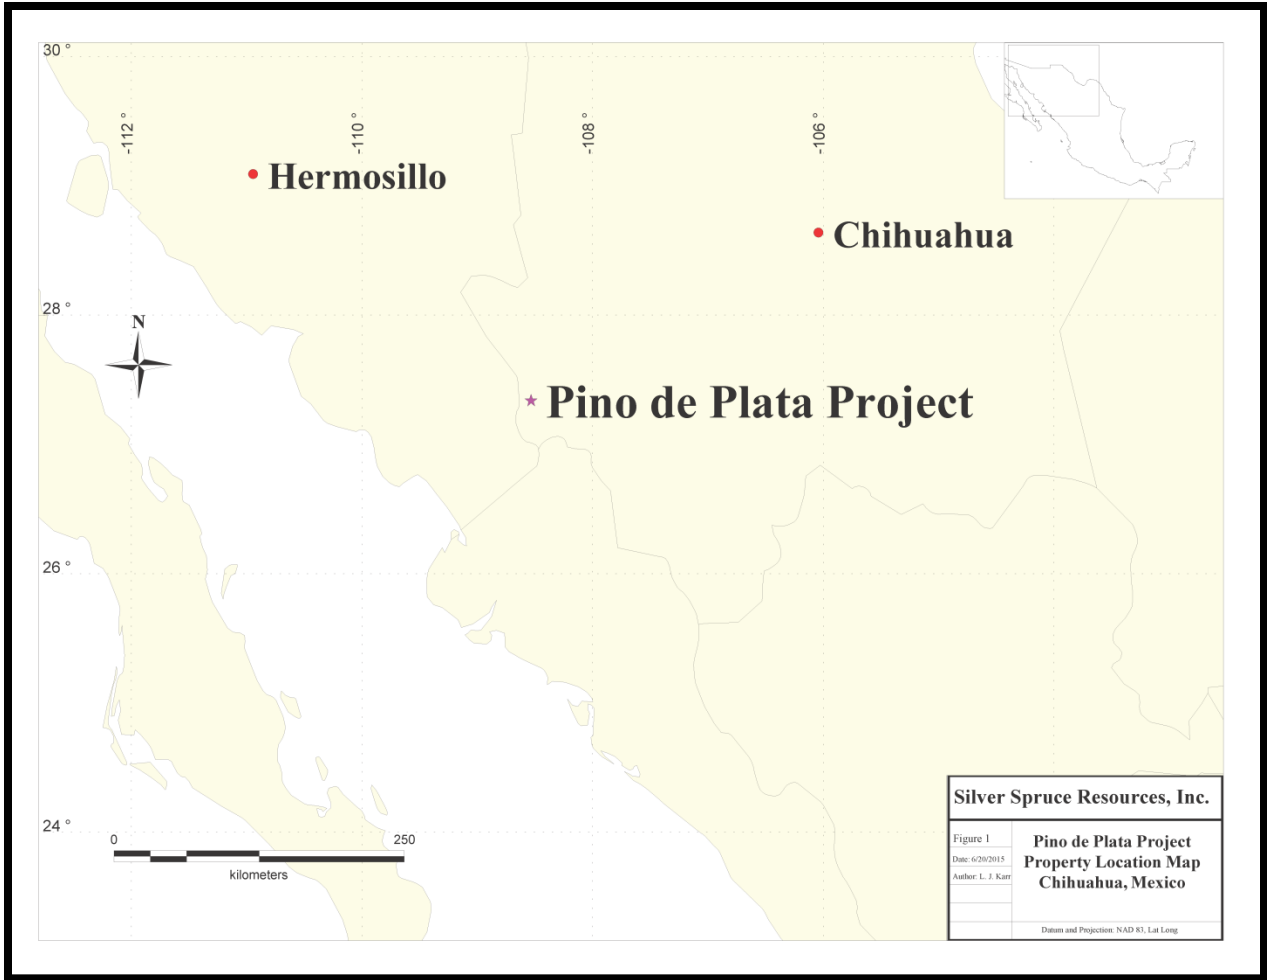 30 °
-112 °
-110 °
-108 °
-106 °
Hermosillo
Chihuahua
28 °
N
Pino de Plata Project
26 °
24 °
0 250
kilometers
Silver Spruce Resources, Inc.
Figure 1
Date: 6/20/2015
Author: L. J. Karr
Pino de Plata Project
Property Location Map
Chihuahua, Mexico
Datum and Projection: NAD 83, Lat Long